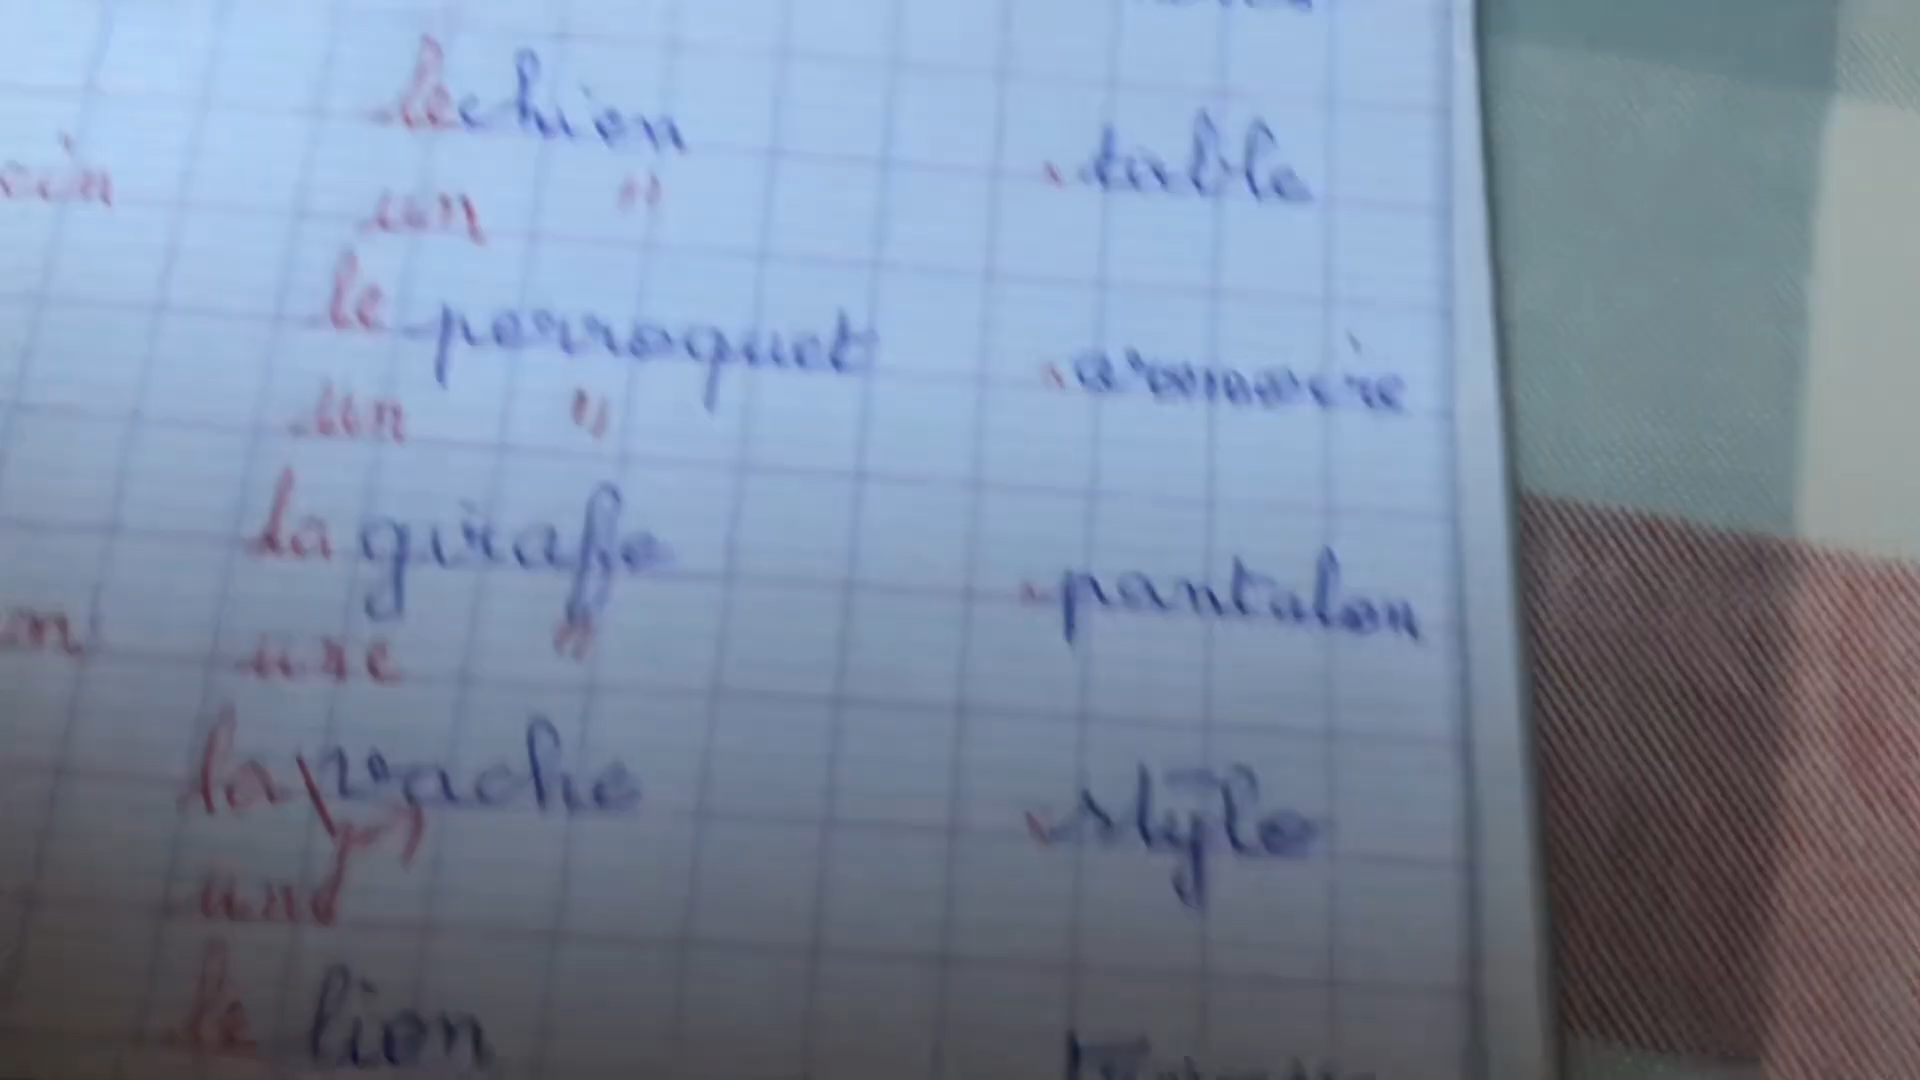 le chien
table
un "
le perroquet
armoire
un "
la girafe
pantalon
une "
la vache
stylo
une
le lion